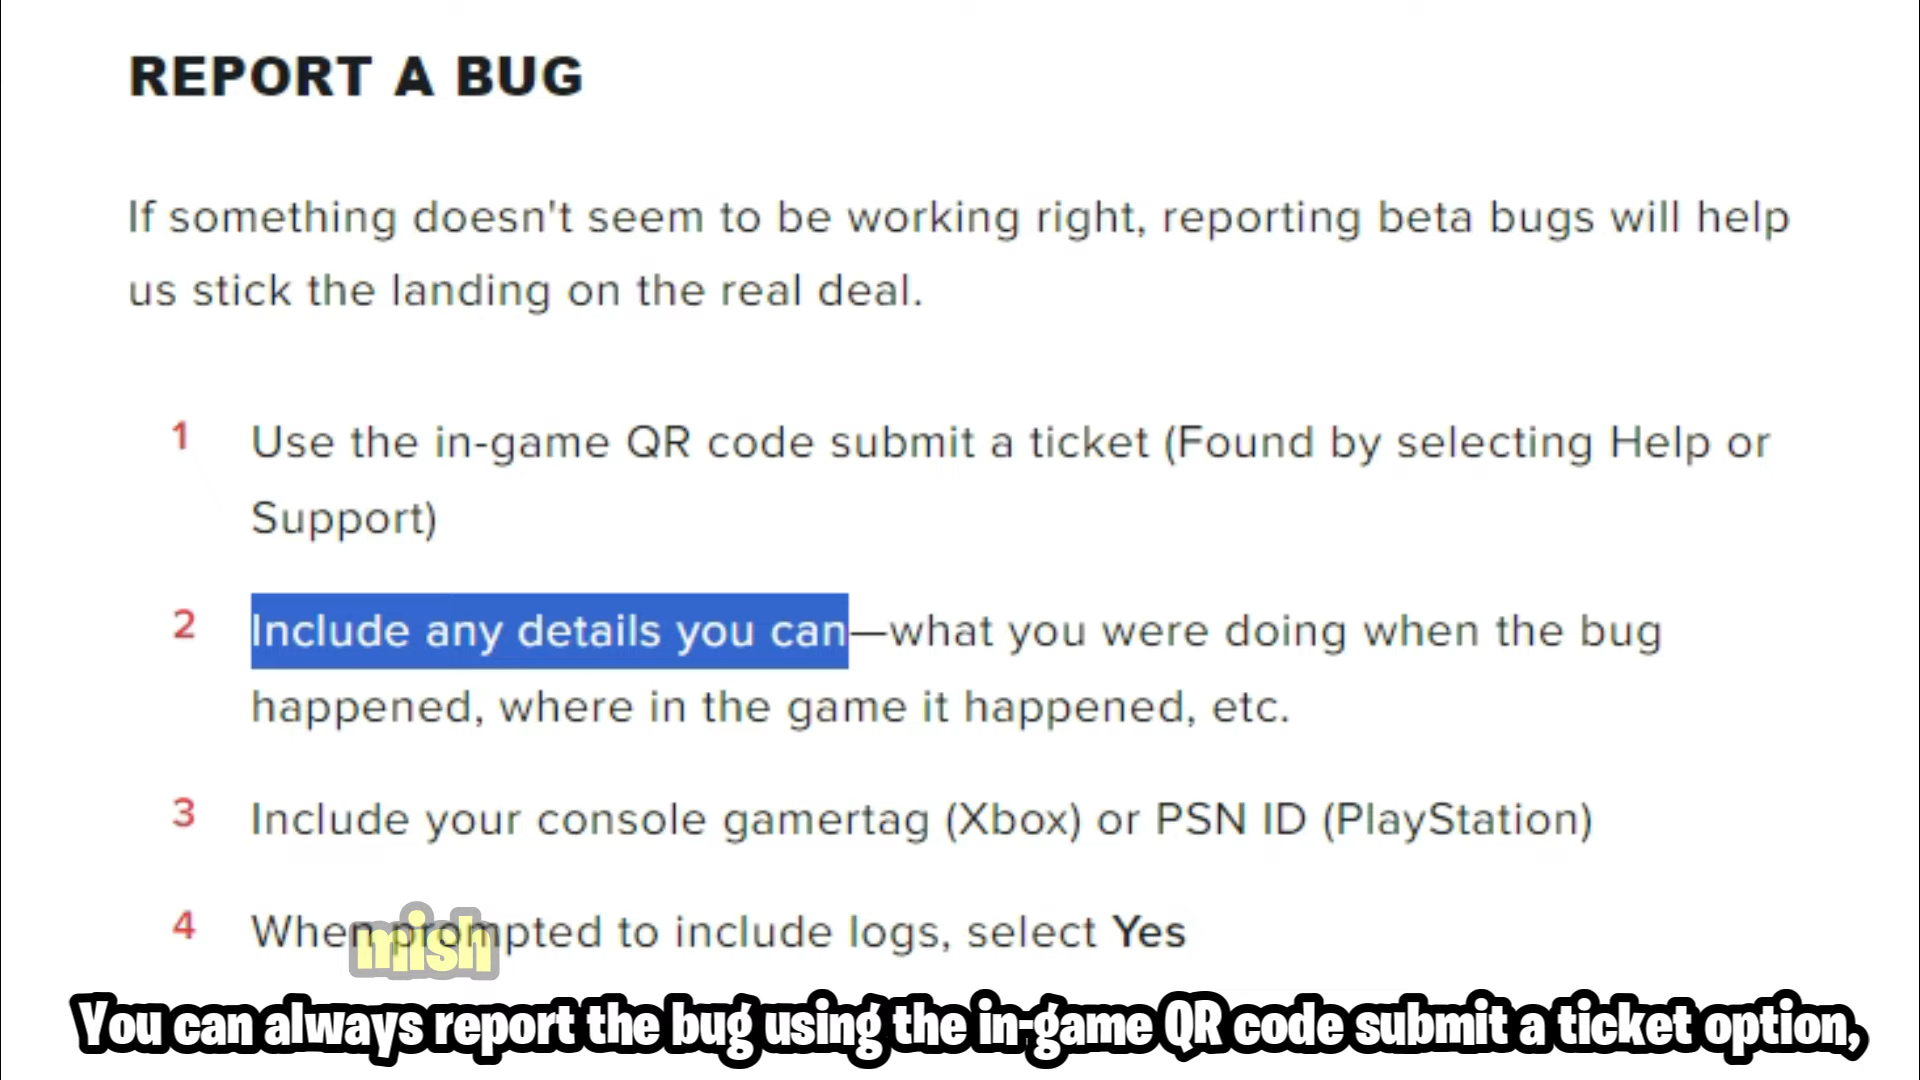 REPORT A BUG
If something doesn't seem to be working right, reporting beta bugs will help
us stick the landing on the real deal.
1 Use the in-game QR code submit a ticket (Found by selecting Help or
Support)
2 Include any details you can—what you were doing when the bug
happened, where in the game it happened, etc.
3 Include your console gamertag (Xbox) or PSN ID (PlayStation)
4 When prompted to include logs, select Yes
mish
You can always report the bug using the in-game QR code submit a ticket option,